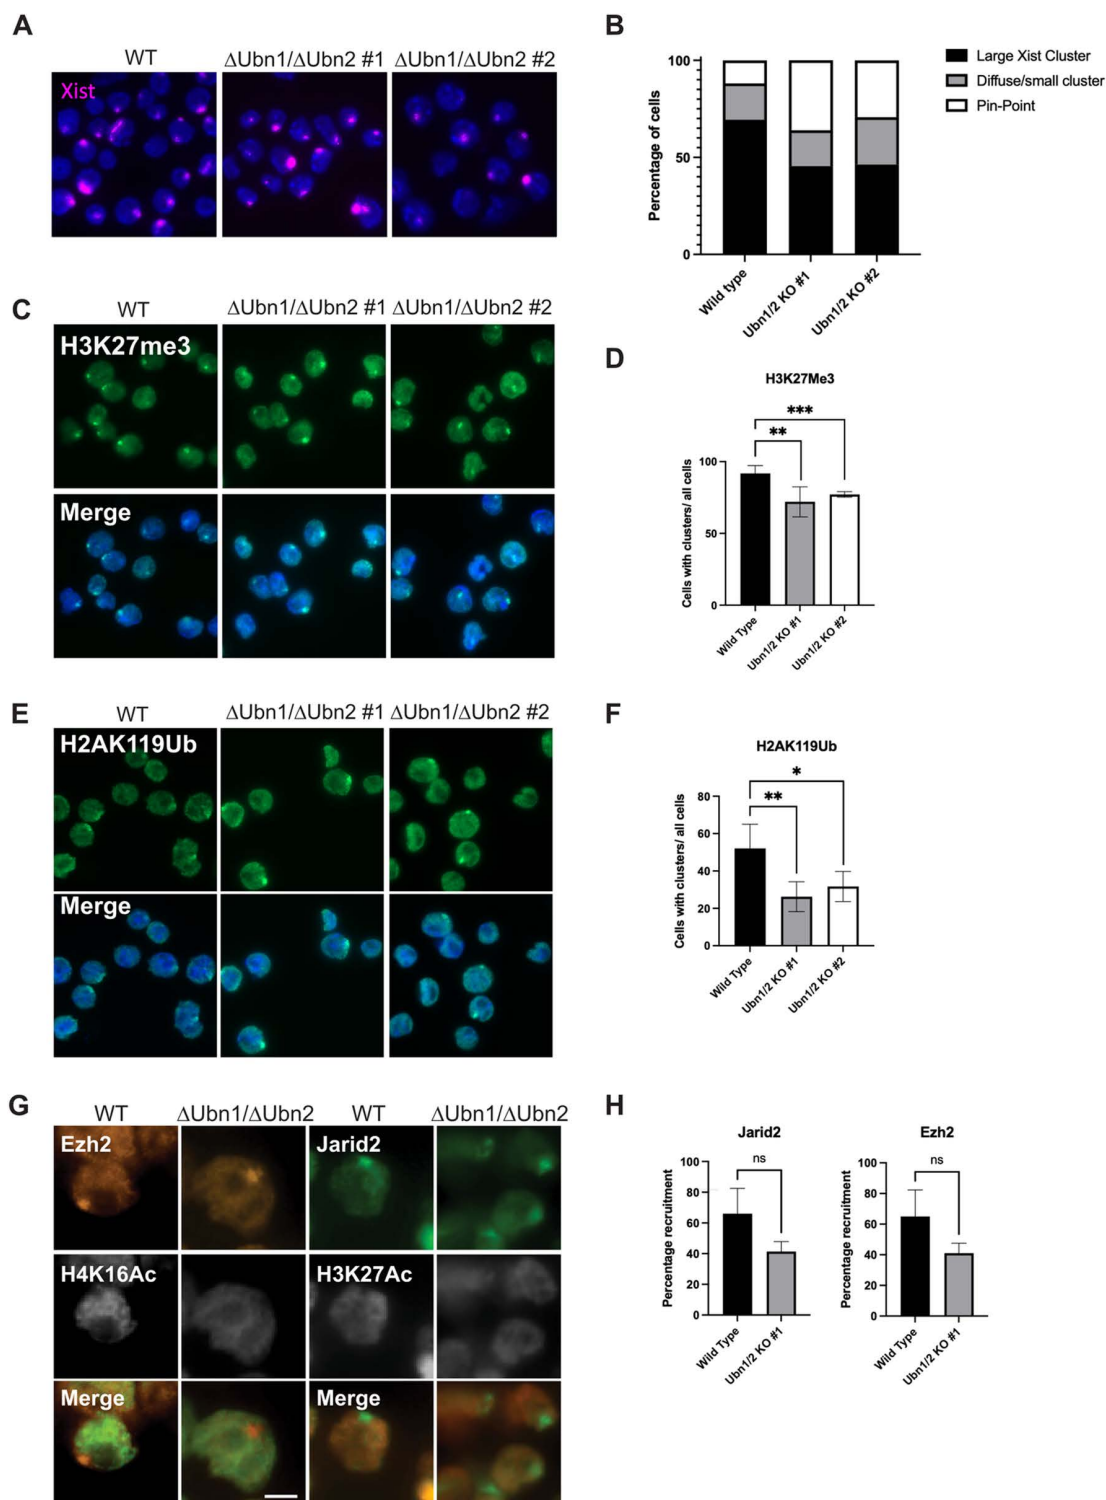 A
WT
ΔUbn1/ΔUbn2 #1
ΔUbn1/ΔUbn2 #2
Xist
B
Percentage of cells
100
50
0
Wild type
Ubn1/2 KO #1
Ubn1/2 KO #2
Large Xist Cluster
Diffuse/small cluster
Pin-Point
C
WT
ΔUbn1/ΔUbn2 #1
ΔUbn1/ΔUbn2 #2
H3K27me3
Merge
D
H3K27Me3
***
**
Cells with clusters/ all cells
100
50
0
Wild Type
Ubn1/2 KO #1
Ubn1/2 KO #2
E
WT
ΔUbn1/ΔUbn2 #1
ΔUbn1/ΔUbn2 #2
H2AK119Ub
Merge
F
H2AK119Ub
*
**
Cells with clusters/ all cells
80
60
40
20
0
Wild Type
Ubn1/2 KO #1
Ubn1/2 KO #2
G
WT
ΔUbn1/ΔUbn2
WT
ΔUbn1/ΔUbn2
Ezh2
Jarid2
H4K16Ac
H3K27Ac
Merge
Merge
H
Jarid2
ns
Percentage recruitment
100
80
60
40
20
0
Wild Type
Ubn1/2 KO #1
Ezh2
ns
Percentage recruitment
100
80
60
40
20
0
Wild Type
Ubn1/2 KO #1